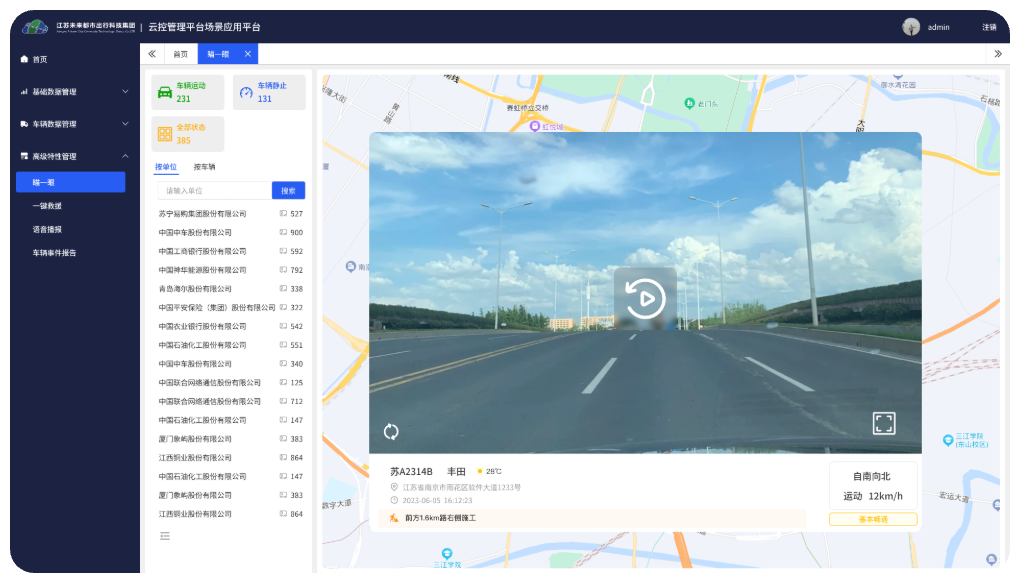 江苏未来都市出行科技集团 | 云控管理平台场景应用平台
admin
注销
首页
基础数据管理
车辆数据管理
高级特性管理
瞄一眼
一键救援
语音播报
车辆事件报告
首页
瞄一眼
车辆运动
231
车辆静止
131
全部状态
385
按单位
按车辆
请输入单位
搜索
苏宁易购集团股份有限公司 527
中国中车股份有限公司 900
中国工商银行股份有限公司 592
中国神华能源股份有限公司 792
青岛海尔股份有限公司 338
中国平安保险（集团）股份有限公司 322
中国农业银行股份有限公司 542
中国石油化工股份有限公司 551
中国中车股份有限公司 340
中国联合网络通信股份有限公司 125
中国联合网络通信股份有限公司 712
中国石油化工股份有限公司 147
厦门象屿股份有限公司 383
江西铜业股份有限公司 864
中国石油化工股份有限公司 147
厦门象屿股份有限公司 383
江西铜业股份有限公司 864
赛虹桥立交桥
虹悦城
苏A2314B 丰田 28℃
江苏省南京市雨花区软件大道1233号
2023-06-05 16:12:23
前方1.6km路右侧施工
自南向北
运动 12km/h
基本畅通
三江学院
(东山校区)
宏运大道
数字大道
三江学院